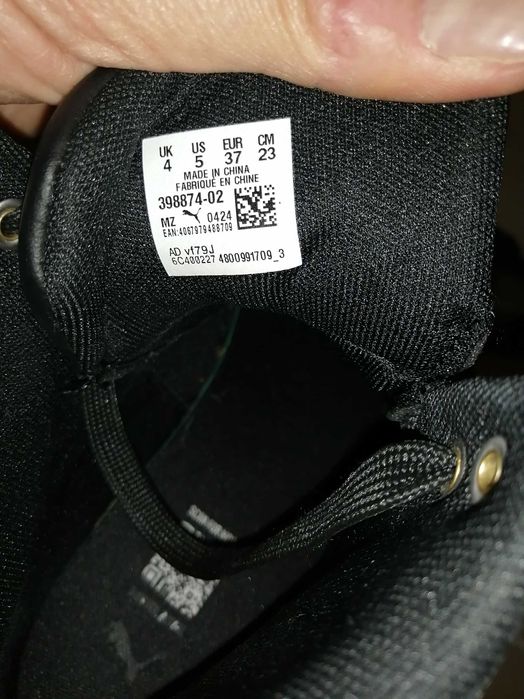 UK US EUR CM
4 5 37 23
MADE IN CHINA
FABRIQUÉ EN CHINE
398874-02
MZ 0424
EAN:4067979488709
AD vf79J
6C400227 4800991709_3